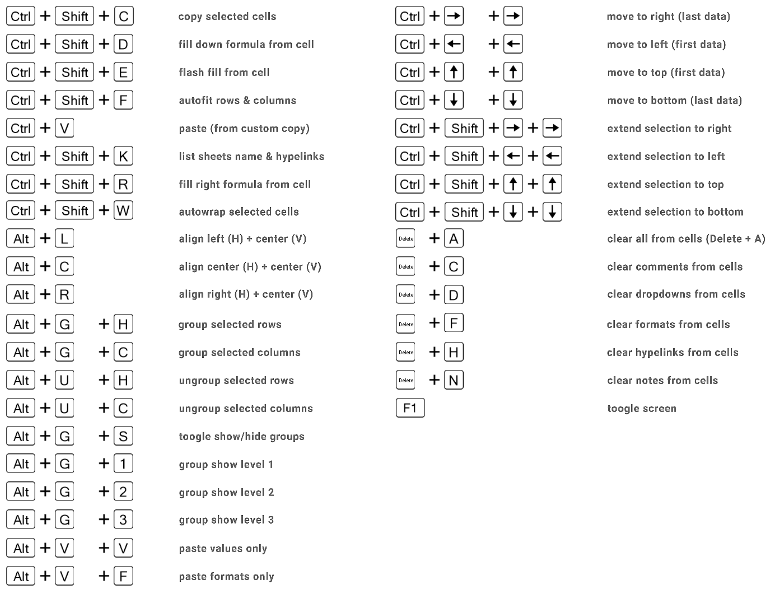 Ctrl + Shift + C copy selected cells
Ctrl + Shift + D fill down formula from cell
Ctrl + Shift + E flash fill from cell
Ctrl + Shift + F autofit rows & columns
Ctrl + V paste (from custom copy)
Ctrl + Shift + K list sheets name & hypelinks
Ctrl + Shift + R fill right formula from cell
Ctrl + Shift + W autowrap selected cells
Alt + L align left (H) + center (V)
Alt + C align center (H) + center (V)
Alt + R align right (H) + center (V)
Alt + G + H group selected rows
Alt + G + C group selected columns
Alt + U + H ungroup selected rows
Alt + U + C ungroup selected columns
Alt + G + S toogle show/hide groups
Alt + G + 1 group show level 1
Alt + G + 2 group show level 2
Alt + G + 3 group show level 3
Alt + V + V paste values only
Alt + V + F paste formats only
Ctrl + → + → move to right (last data)
Ctrl + ← + ← move to left (first data)
Ctrl + ↑ + ↑ move to top (first data)
Ctrl + ↓ + ↓ move to bottom (last data)
Ctrl + Shift + → + → extend selection to right
Ctrl + Shift + ← + ← extend selection to left
Ctrl + Shift + ↑ + ↑ extend selection to top
Ctrl + Shift + ↓ + ↓ extend selection to bottom
Delete + A clear all from cells (Delete + A)
Delete + C clear comments from cells
Delete + D clear dropdowns from cells
Delete + F clear formats from cells
Delete + H clear hypelinks from cells
Delete + N clear notes from cells
F1 toogle screen